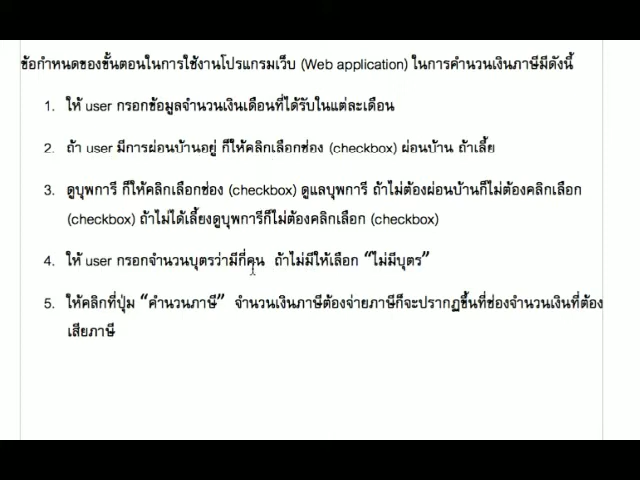 ข้อกำหนดของขั้นตอนในการใช้งานโปรแกรมเว็บ (Web application) ในการคำนวนเงินภาษีมีดังนี้
1. ให้ user กรอกข้อมูลจำนวนเงินเดือนที่ได้รับในแต่ละเดือน
2. ถ้า user มีการผ่อนบ้านอยู่ ก็ให้คลิกเลือกช่อง (checkbox) ผ่อนบ้าน ถ้าเลี้ย
3. ดูบุพการี ก็ให้คลิกเลือกช่อง (checkbox) ดูแลบุพการี ถ้าไม่ต้องผ่อนบ้านก็ไม่ต้องคลิกเลือก
(checkbox) ถ้าไม่ได้เลี้ยงดูบุพการีก็ไม่ต้องคลิกเลือก (checkbox)
4. ให้ user กรอกจำนวนบุตรว่ามีกี่คน ถ้าไม่มีให้เลือก “ไม่มีบุตร”
5. ให้คลิกที่ปุ่ม “คำนวนภาษี” จำนวนเงินภาษีต้องจ่ายภาษีก็จะปรากฏขึ้นที่ช่องจำนวนเงินที่ต้อง
เสียภาษี